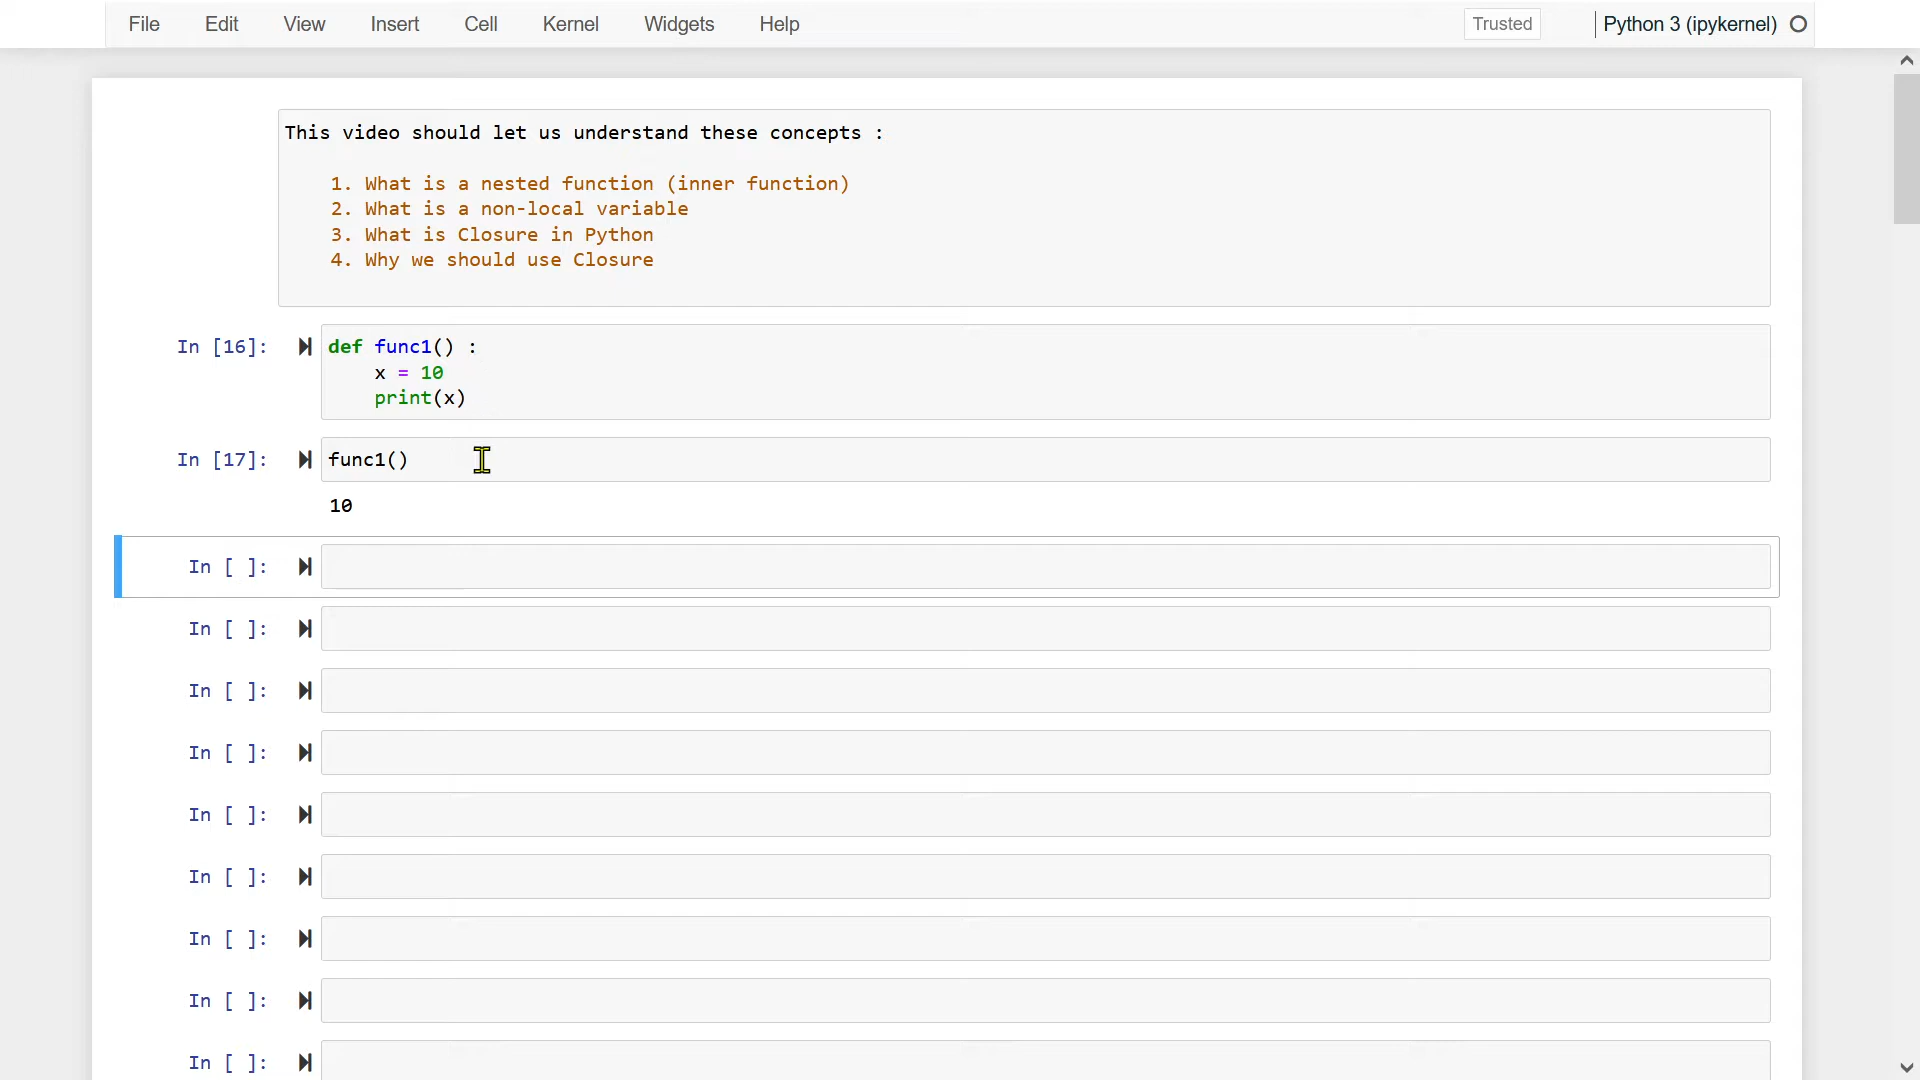 File Edit View Insert Cell Kernel Widgets Help Trusted Python 3 (ipykernel)
This video should let us understand these concepts :
1. What is a nested function (inner function)
2. What is a non-local variable
3. What is Closure in Python
4. Why we should use Closure
In [16]: def func1() :
x = 10
print(x)
In [17]: func1()
10
In [ ]:
In [ ]:
In [ ]:
In [ ]:
In [ ]:
In [ ]:
In [ ]:
In [ ]:
In [ ]: